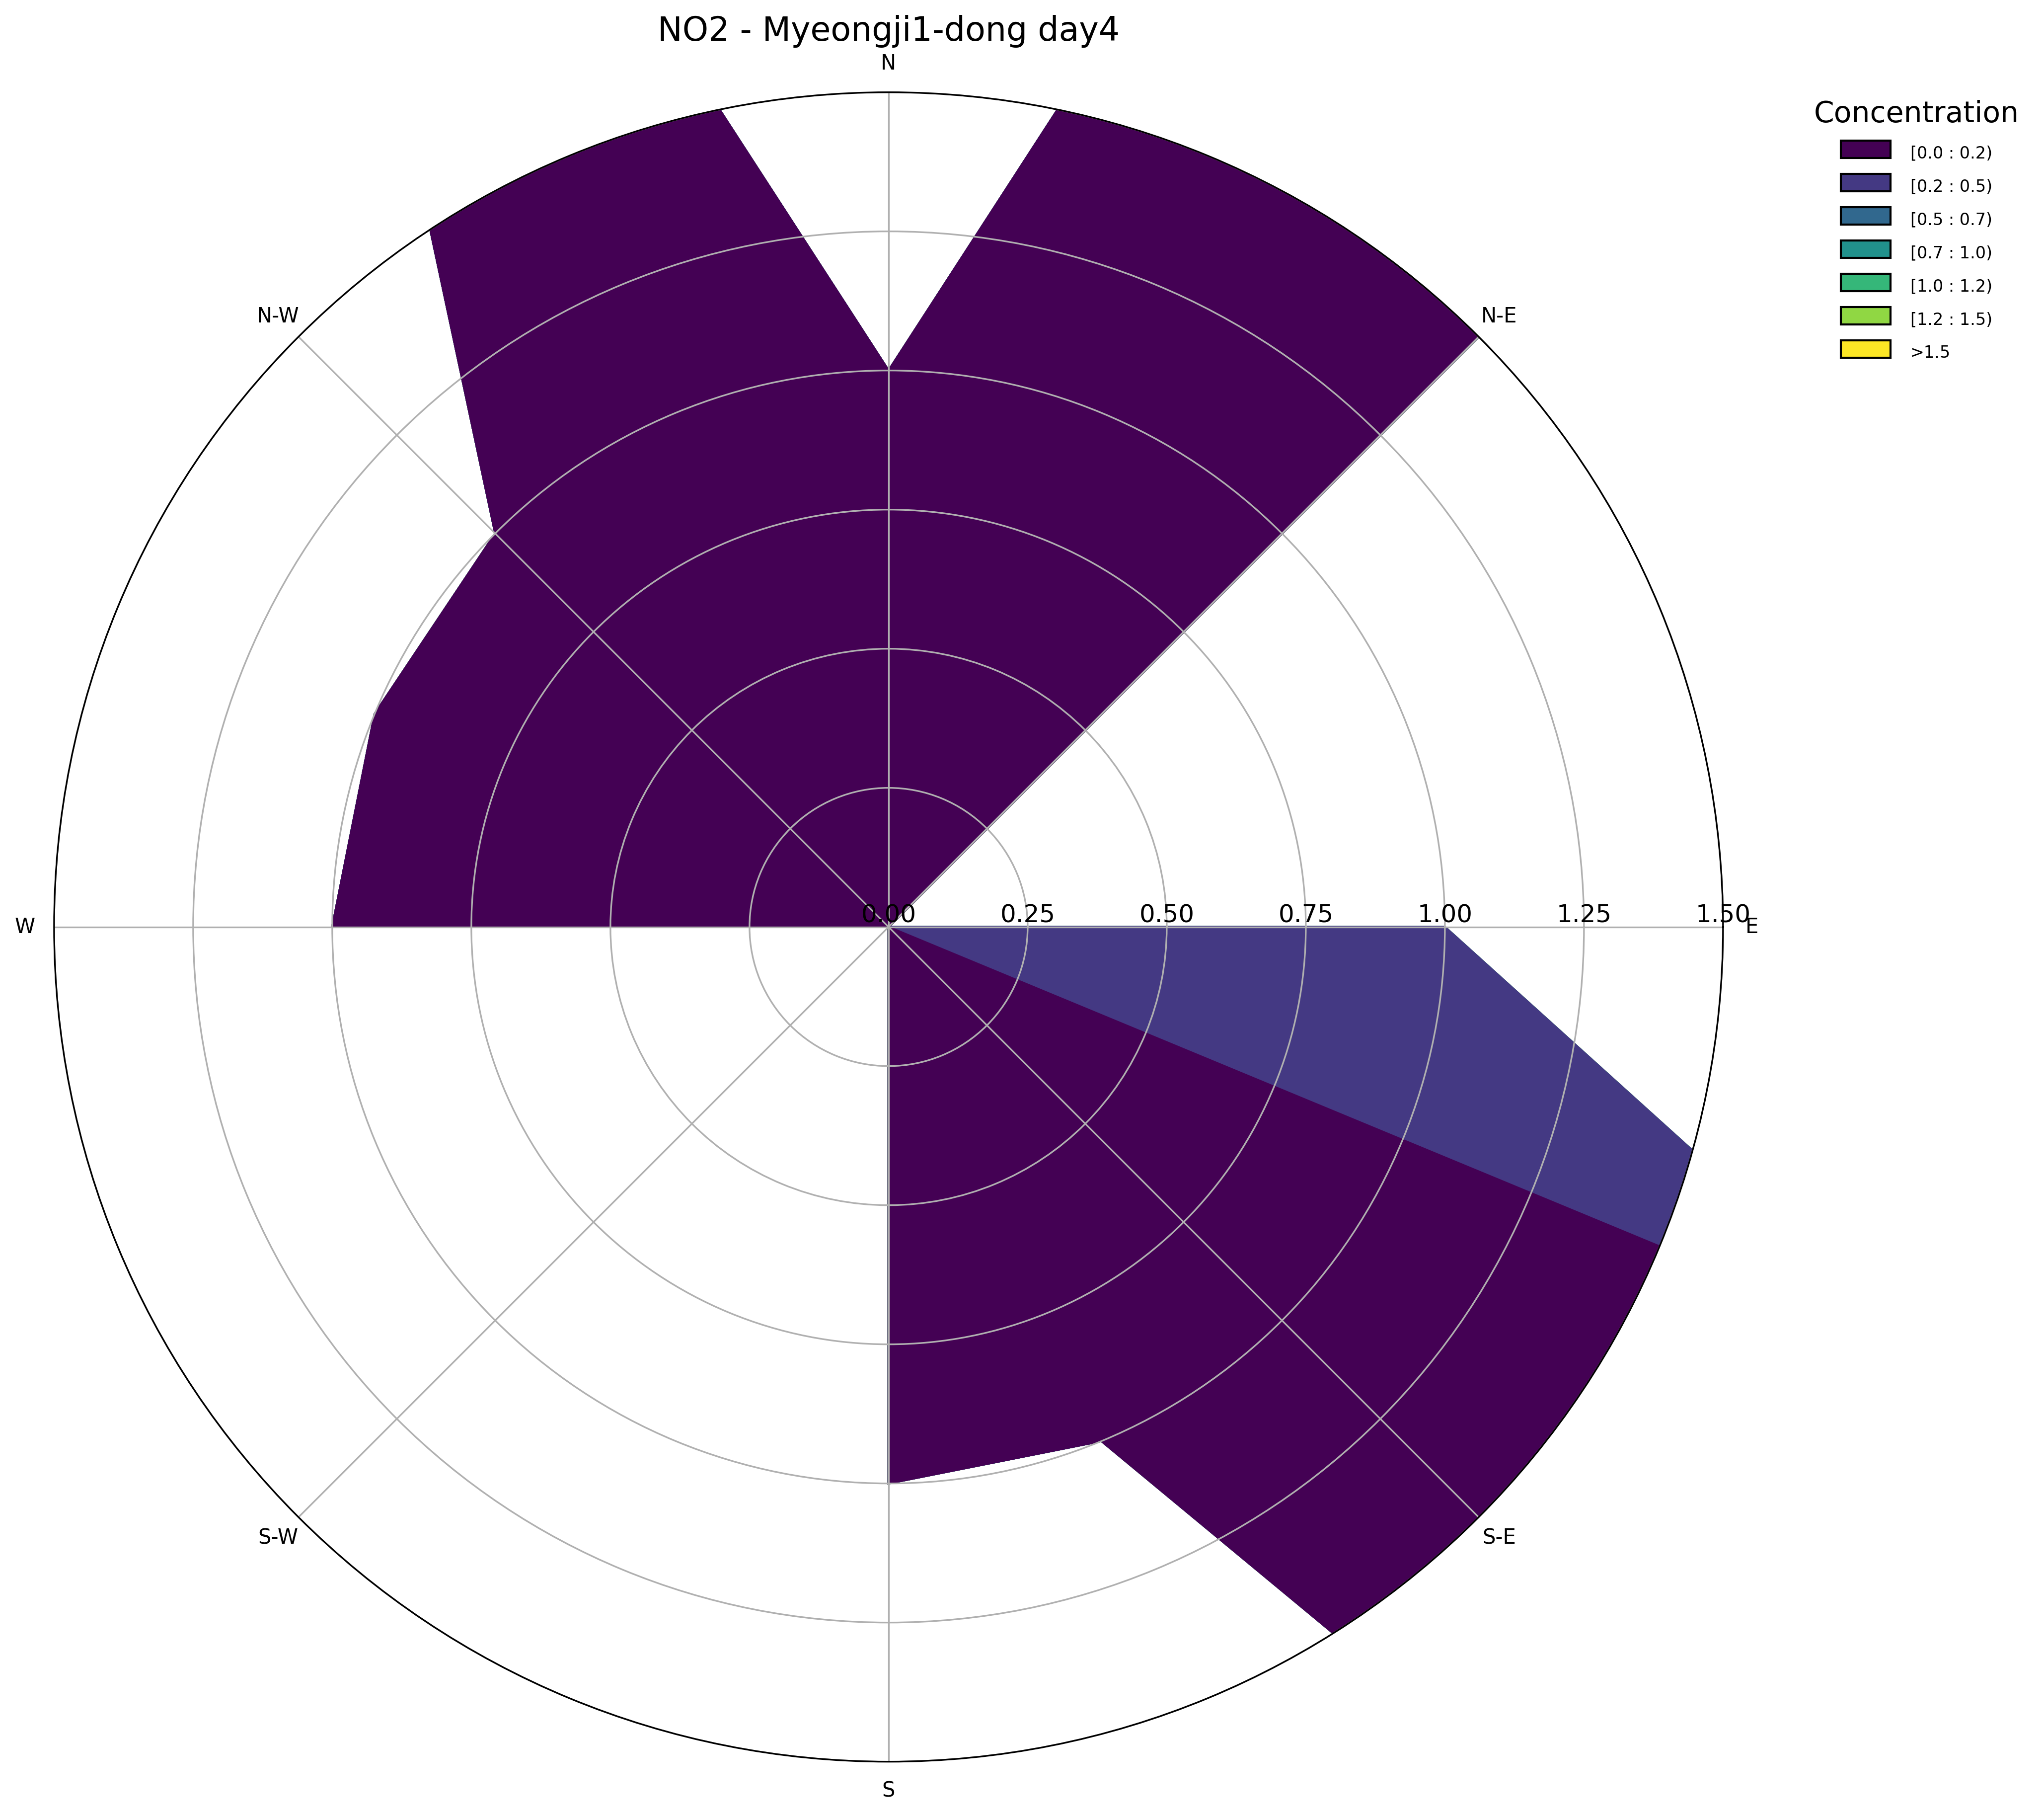 NO2 - Myeongji1-dong day4
N
Concentration
[0.0 : 0.2)
[0.2 : 0.5)
[0.5 : 0.7)
[0.7 : 1.0)
[1.0 : 1.2)
[1.2 : 1.5)
>1.5
N-W
N-E
W
0.00 0.25 0.50 0.75 1.00 1.25 1.50
E
S-W
S-E
S